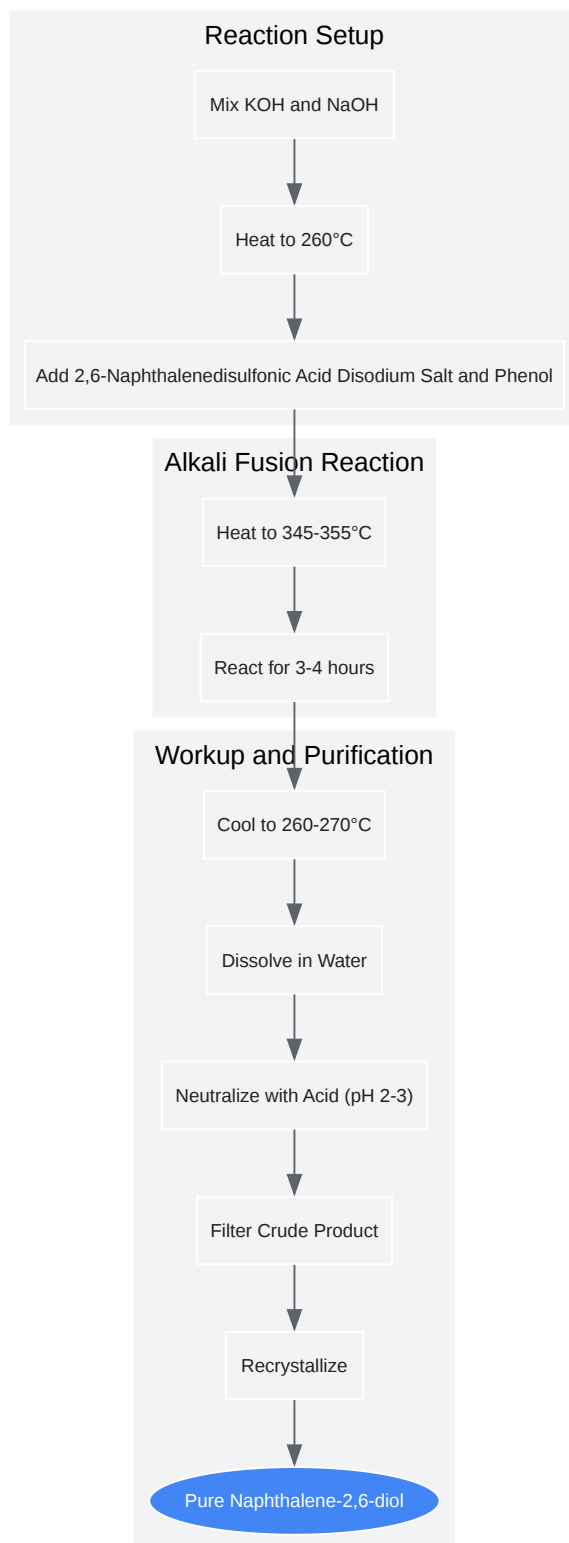 Reaction Setup
Mix KOH and NaOH
Heat to 260°C
Add 2,6-Naphthalenedisulfonic Acid Disodium Salt and Phenol
Alkali Fusion Reaction
Heat to 345-355°C
React for 3-4 hours
Workup and Purification
Cool to 260-270°C
Dissolve in Water
Neutralize with Acid (pH 2-3)
Filter Crude Product
Recrystallize
Pure Naphthalene-2,6-diol